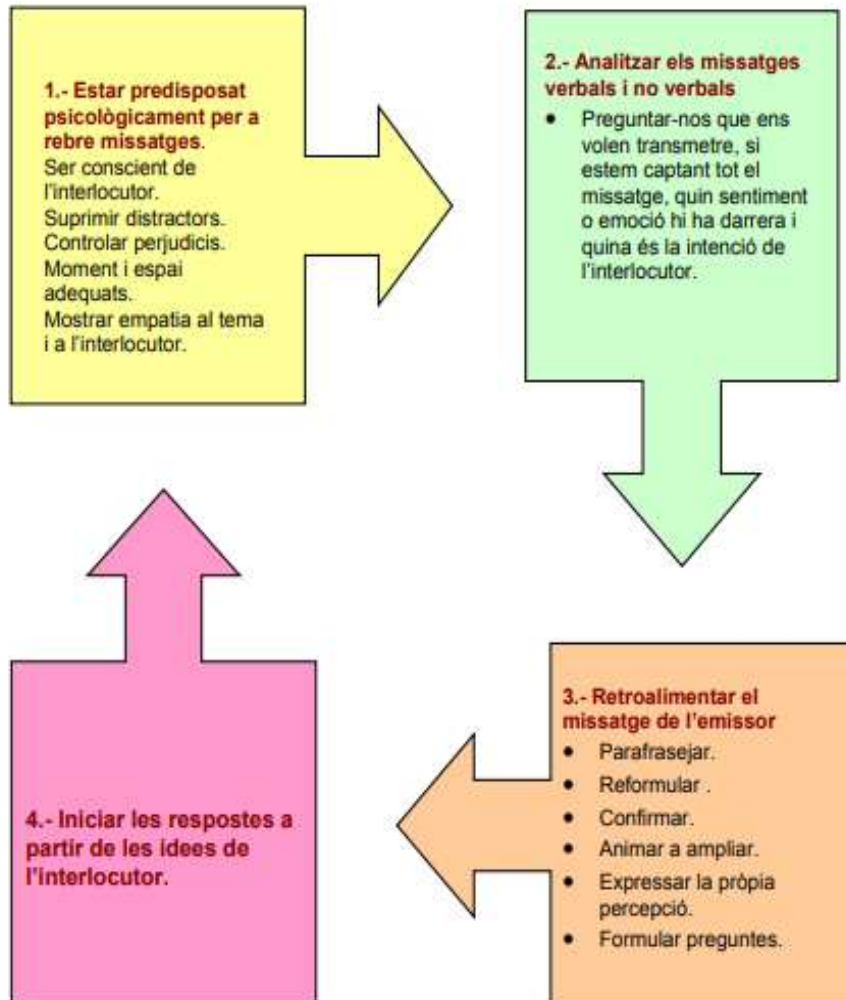 1.- Estar predisposat
psicològicament per a
rebre missatges.
Ser conscient de
l'interlocutor.
Suprimir distractors.
Controlar perjudicis.
Moment i espai
adequats.
Mostrar empatia al tema
i a l'interlocutor.
2.- Analitzar els missatges
verbals i no verbals
• Preguntar-nos que ens
volen transmetre, si
estem captant tot el
missatge, quin sentiment
o emoció hi ha darrera i
quina és la intenció de
l'interlocutor.
3.- Retroalimentar el
missatge de l'emissor
• Parafrasejar.
• Reformular .
• Confirmar.
• Animar a ampliar.
• Expressar la pròpia
percepció.
• Formular preguntes.
4.- Iniciar les respostes a
partir de les idees de
l'interlocutor.